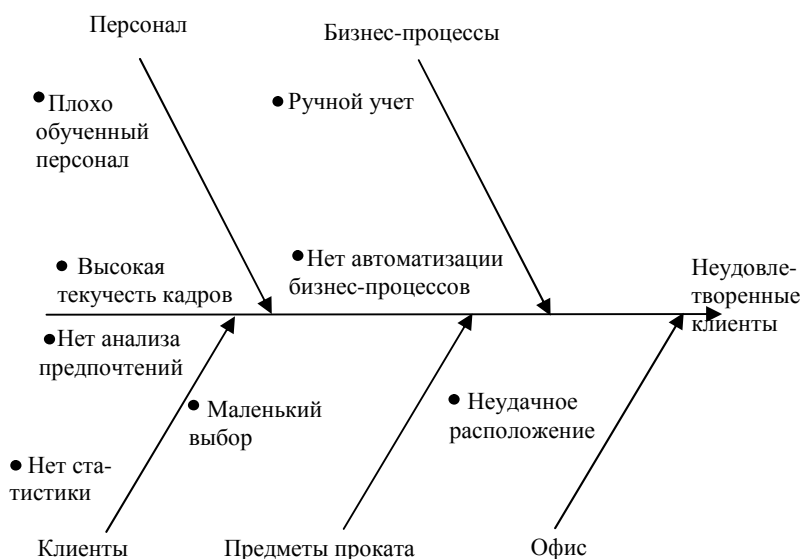 Персонал
Бизнес-процессы
● Плохо
обученный
персонал
● Ручной учет
● Высокая
текучесть кадров
● Нет автоматизации
бизнес-процессов
Неудовле-
творенные
клиенты
● Нет анализа
предпочтений
● Маленький
выбор
● Неудачное
расположение
● Нет ста-
тистики
Клиенты
Предметы проката
Офис